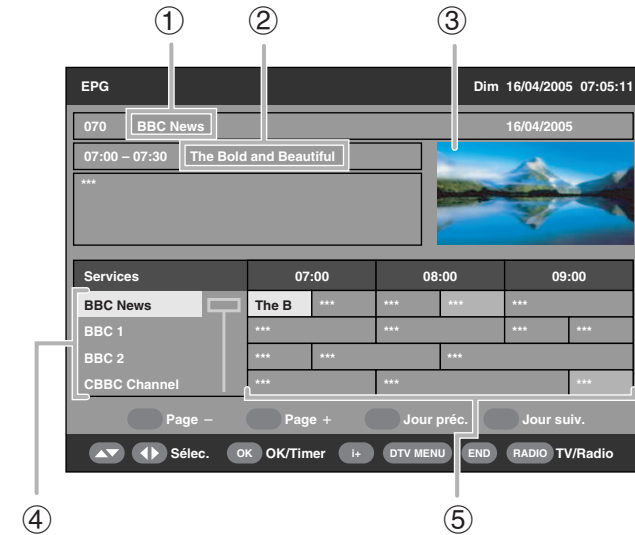 ① ② ③
EPG Dim 16/04/2005 07:05:11
070 BBC News 16/04/2005
07:00 – 07:30 The Bold and Beautiful
***
Services 07:00 08:00 09:00
BBC News The B *** *** *** ***
BBC 1 *** *** *** ***
BBC 2 *** *** ***
CBBC Channel *** *** ***
Page – Page + Jour préc. Jour suiv.
Sélec. OK OK/Timer i+ DTV MENU END RADIO TV/Radio
④ ⑤